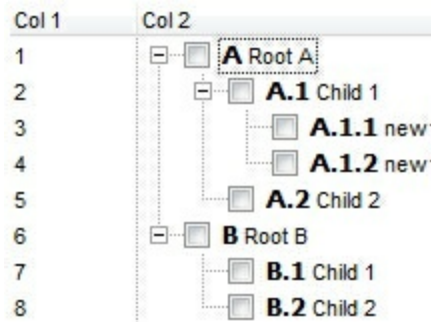 Col 1 Col 2
1 A Root A
2 A.1 Child 1
3 A.1.1 new
4 A.1.2 new
5 A.2 Child 2
6 B Root B
7 B.1 Child 1
8 B.2 Child 2